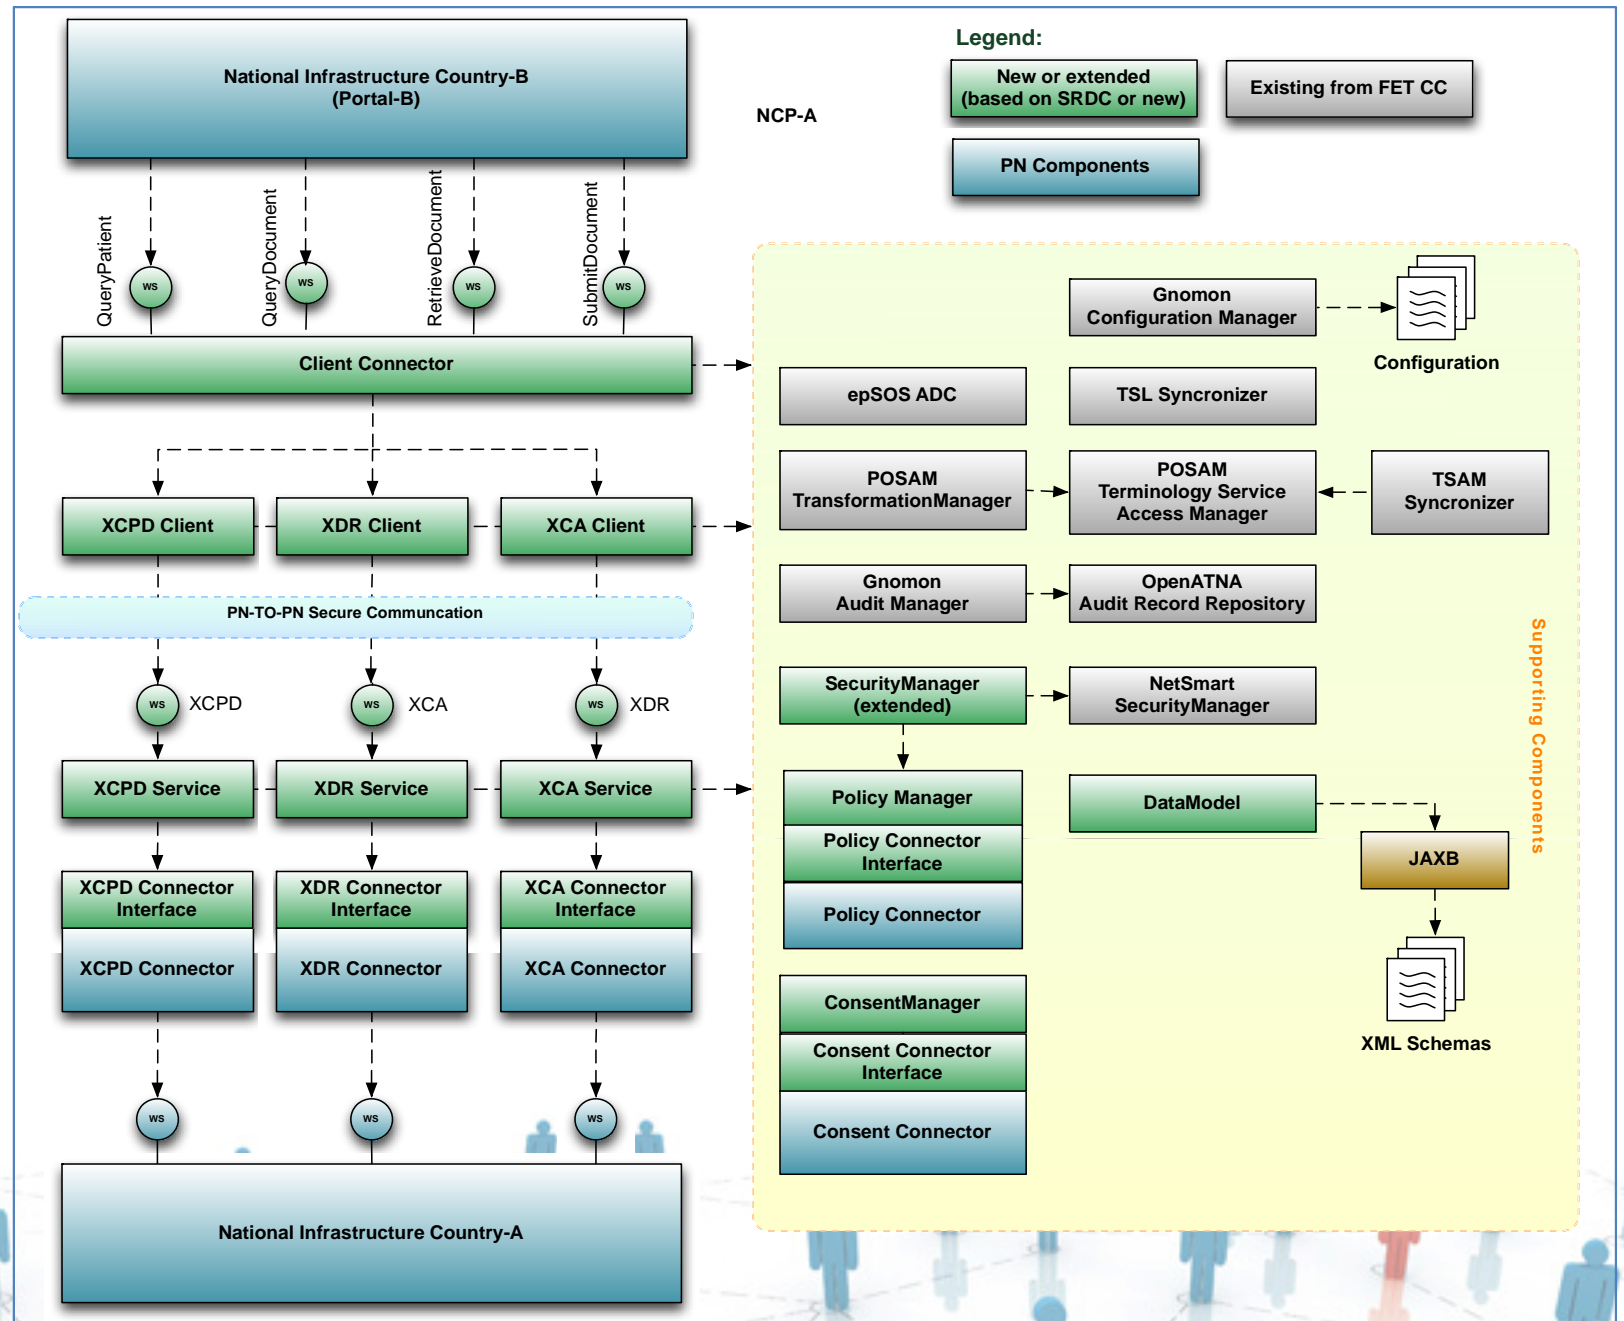 National Infrastructure Country-B
(Portal-B)
Legend:
New or extended
(based on SRDC or new)
Existing from FET CC
NCP-A
PN Components
QueryPatient
QueryDocument
RetrieveDocument
SubmitDocument
ws
ws
ws
ws
Client Connector
Gnomon
Configuration Manager
Configuration
epSOS ADC
TSL Syncronizer
POSAM
TransformationManager
POSAM
Terminology Service
Access Manager
TSAM
Syncronizer
XCPD Client
XDR Client
XCA Client
Gnomon
Audit Manager
OpenATNA
Audit Record Repository
PN-TO-PN Secure Communcation
SecurityManager
(extended)
NetSmart
SecurityManager
Supporting Components
ws
XCPD
ws
XCA
ws
XDR
XCPD Service
XDR Service
XCA Service
Policy Manager
DataModel
Policy Connector
Interface
JAXB
Policy Connector
XCPD Connector
Interface
XDR Connector
Interface
XCA Connector
Interface
XCPD Connector
XDR Connector
XCA Connector
ConsentManager
XML Schemas
Consent Connector
Interface
Consent Connector
ws
ws
ws
National Infrastructure Country-A